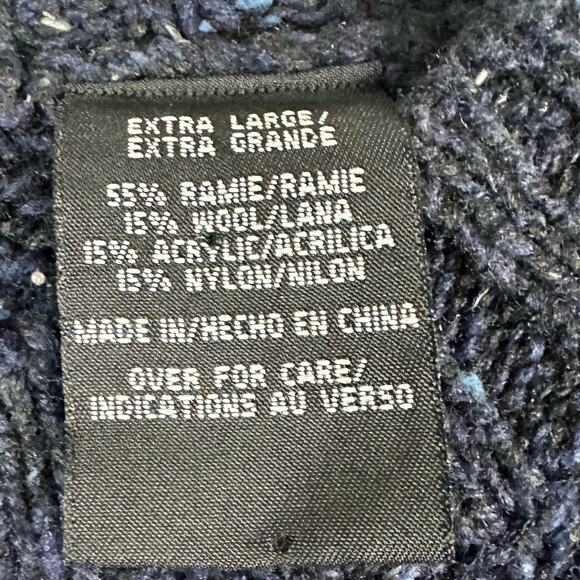 EXTRA LARGE/
EXTRA GRANDE
55% RAMIE/RAMIE
15% WOOL/LANA
15% ACRYLIC/ACRILICA
15% NYLON/NILON
MADE IN/HECHO EN CHINA
OVER FOR CARE/
INDICATIONS AU VERSO